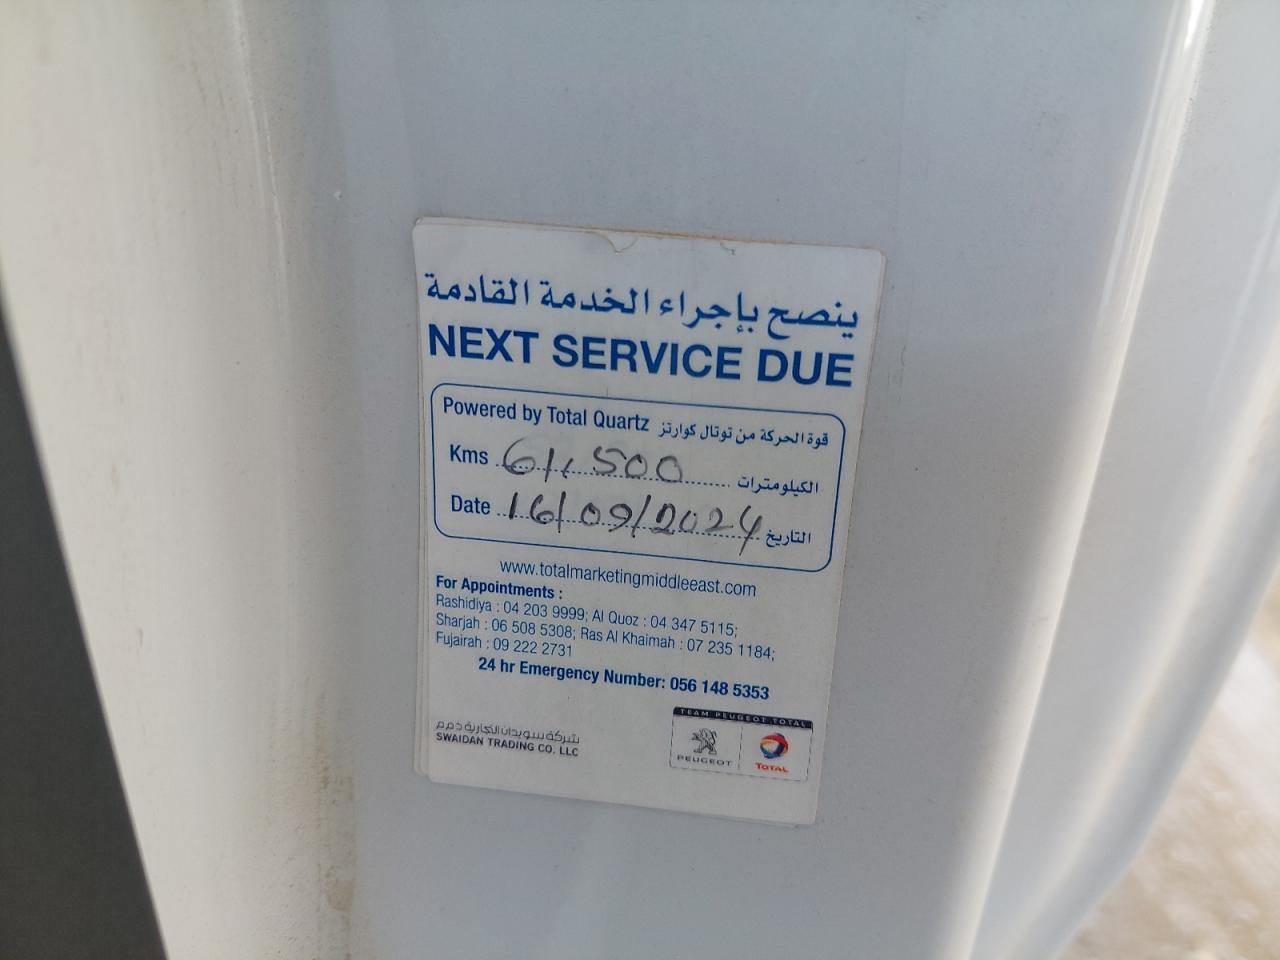 ينصح بإجراء الخدمة القادمة
NEXT SERVICE DUE
Powered by Total Quartz قوة الحركة من توتال كوارتز
Kms 61,500 الكيلومترات
Date 16/09/2024 التاريخ
www.totalmarketingmiddleeast.com
For Appointments :
Rashidiya : 04 203 9999; Al Quoz : 04 347 5115;
Sharjah : 06 508 5308; Ras Al Khaimah : 07 235 1184;
Fujairah : 09 222 2731
24 hr Emergency Number: 056 148 5353
شركة سويدان التجارية ذ.م.م
SWAIDAN TRADING CO. LLC
TEAM PEUGEOT TOTAL
PEUGEOT
TOTAL